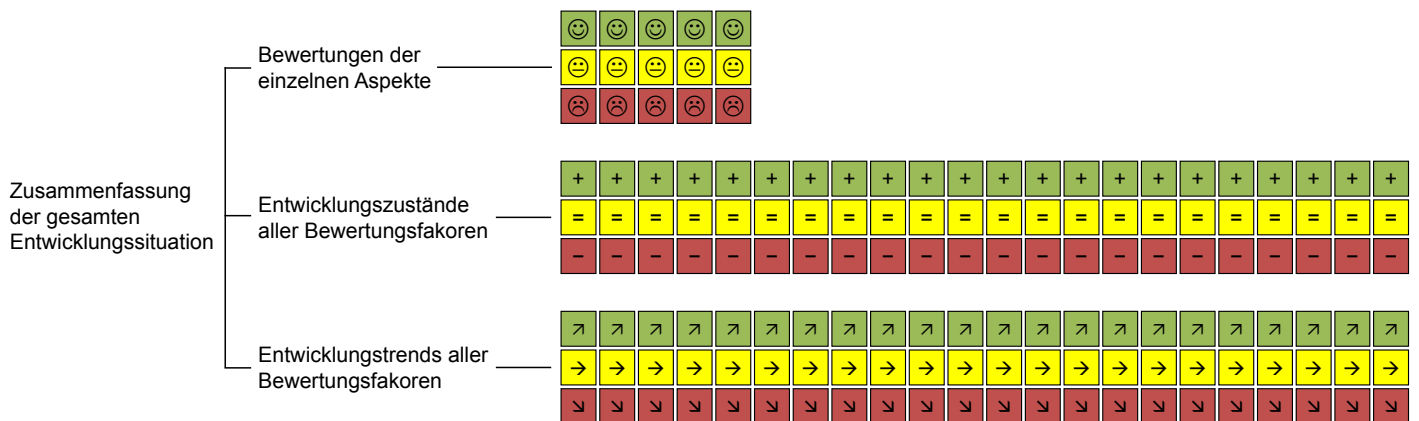 Zusammenfassung
der gesamten
Entwicklungssituation
Bewertungen der
einzelnen Aspekte
☺ ☺ ☺ ☺ ☺
😐 😐 😐 😐 😐
☹ ☹ ☹ ☹ ☹
Entwicklungszustände
aller Bewertungsfakoren
+ + + + + + + + + + + + + + + + + + + + + +
= = = = = = = = = = = = = = = = = = = = = =
– – – – – – – – – – – – – – – – – – – – – –
Entwicklungstrends aller
Bewertungsfakoren
↗ ↗ ↗ ↗ ↗ ↗ ↗ ↗ ↗ ↗ ↗ ↗ ↗ ↗ ↗ ↗ ↗ ↗ ↗ ↗ ↗ ↗
→ → → → → → → → → → → → → → → → → → → → → →
↘ ↘ ↘ ↘ ↘ ↘ ↘ ↘ ↘ ↘ ↘ ↘ ↘ ↘ ↘ ↘ ↘ ↘ ↘ ↘ ↘ ↘